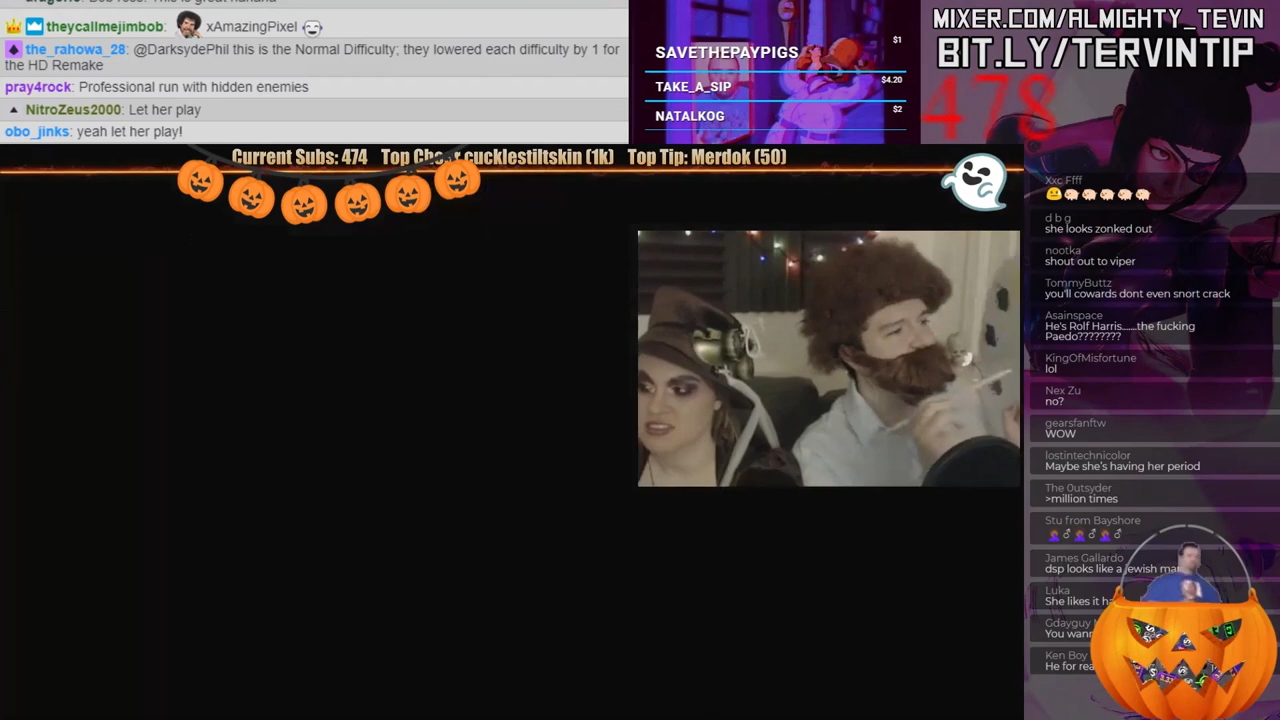 theycallmejimbob: xAmazingPixel
the_rahowa_28: @DarksydePhil this is the Normal Difficulty; they lowered each difficulty by 1 for
the HD Remake
pray4rock: Professional run with hidden enemies
NitroZeus2000: Let her play
obo_jinks: yeah let her play!
SAVETHEPAYPIGS $1
TAKE_A_SIP $4.20
NATALKOG $2
MIXER.COM/ALMIGHTY_TEVIN
BIT.LY/TERVINTIP
478
Current Subs: 474 Top Cheer cucklestiltskin (1k) Top Tip: Merdok (50)
Xxc Ffff
d b g
she looks zonked out
nootka
shout out to viper
TommyButtz
you'll cowards dont even snort crack
Asainspace
He's Rolf Harris.......the fucking
Paedo????????
KingOfMisfortune
lol
Nex Zu
no?
gearsfanftw
WOW
lostintechnicolor
Maybe she's having her period
The 0utsyder
>million times
Stu from Bayshore
James Gallardo
dsp looks like a jewish
Luka
She likes it
Gdayguy
You
Ken Boy
He for